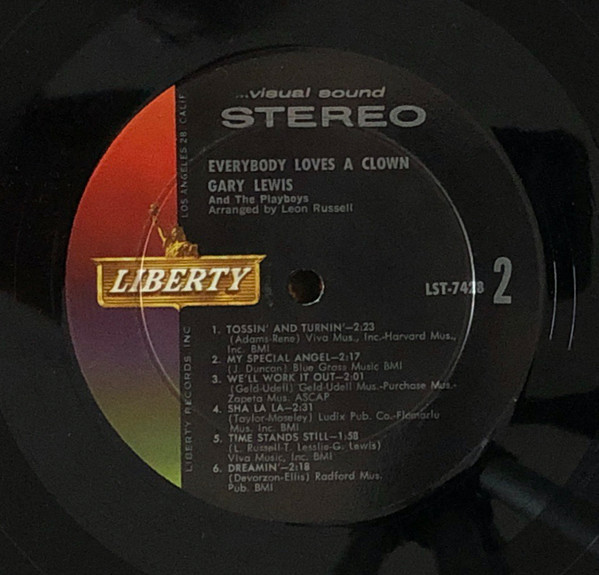 ...visual sound
STEREO
EVERYBODY LOVES A CLOWN
GARY LEWIS
And The Playboys
Arranged by Leon Russell
LOS ANGELES 28, CALIF
LIBERTY
LIBERTY RECORDS, INC
LST-7428
2
1. TOSSIN' AND TURNIN'—2:23
(Adams-Rene) Viva Mus., Inc.-Harvard Mus.,
Inc. BMI
2. MY SPECIAL ANGEL—2:17
(J. Duncan) Blue Grass Music BMI
3. WE'LL WORK IT OUT—2:01
(Geld-Udell) Geld-Udell Mus.-Purchase Mus.-
Zapeta Mus. ASCAP
4. SHA LA LA—2:31
(Taylor-Moseley) Ludix Pub. Co.-Flomarlu
Mus. Inc. BMI
5. TIME STANDS STILL—1:58
(L. Russell-T. Lesslie-G. Lewis)
Viva Music, Inc. BMI
6. DREAMIN'—2:18
(Devorzon-Ellis) Radford Mus.
Pub. BMI